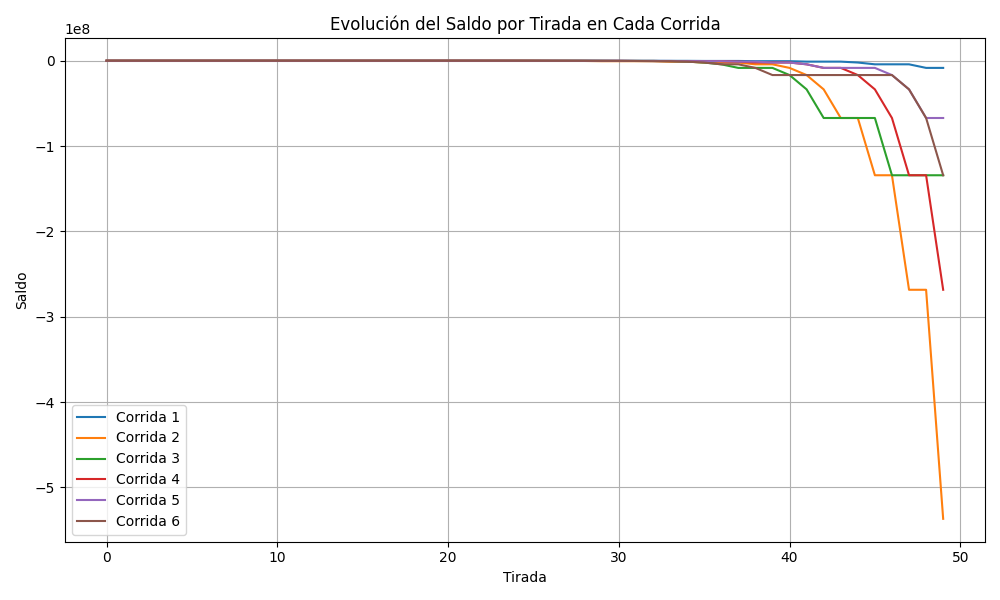 Evolución del Saldo por Tirada en Cada Corrida
1e8
0
−1
−2
−3
−4
−5
Saldo
Corrida 1
Corrida 2
Corrida 3
Corrida 4
Corrida 5
Corrida 6
0 10 20 30 40 50
Tirada